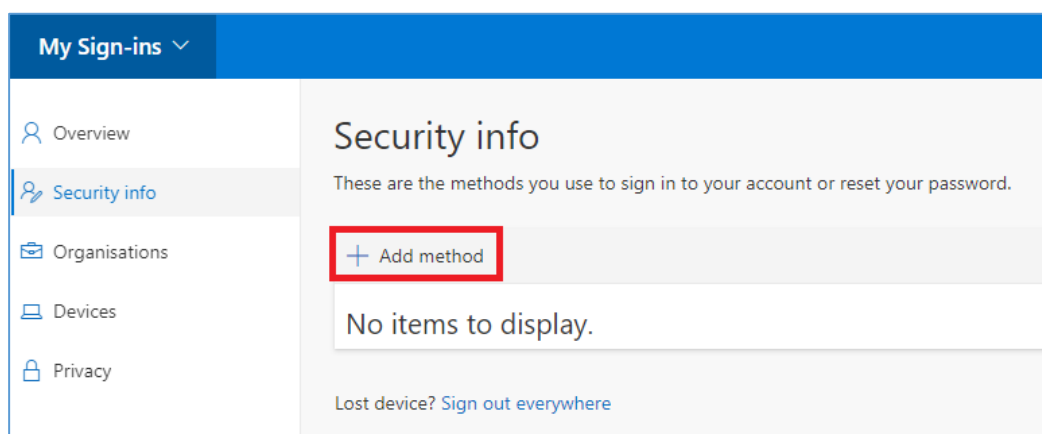 My Sign-ins
Overview
Security info
Organisations
Devices
Privacy
Security info
These are the methods you use to sign in to your account or reset your password.
+ Add method
No items to display.
Lost device? Sign out everywhere